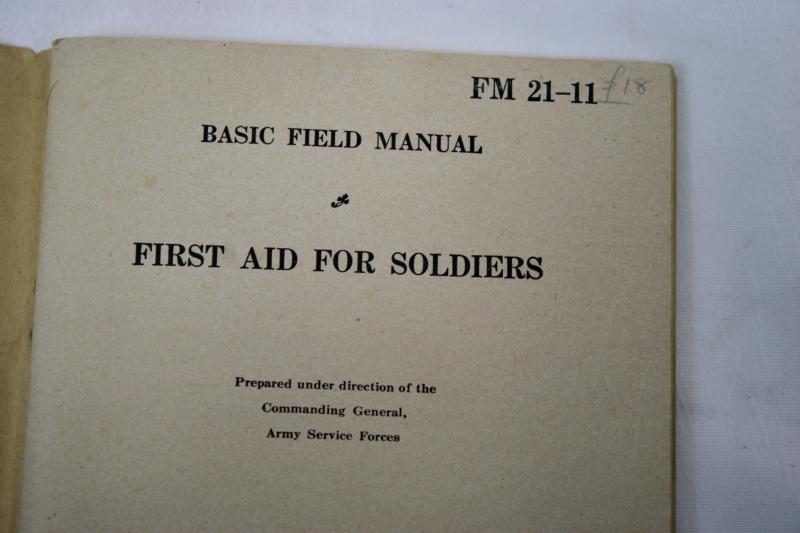 FM 21–11 £18
BASIC FIELD MANUAL
FIRST AID FOR SOLDIERS
Prepared under direction of the
Commanding General,
Army Service Forces